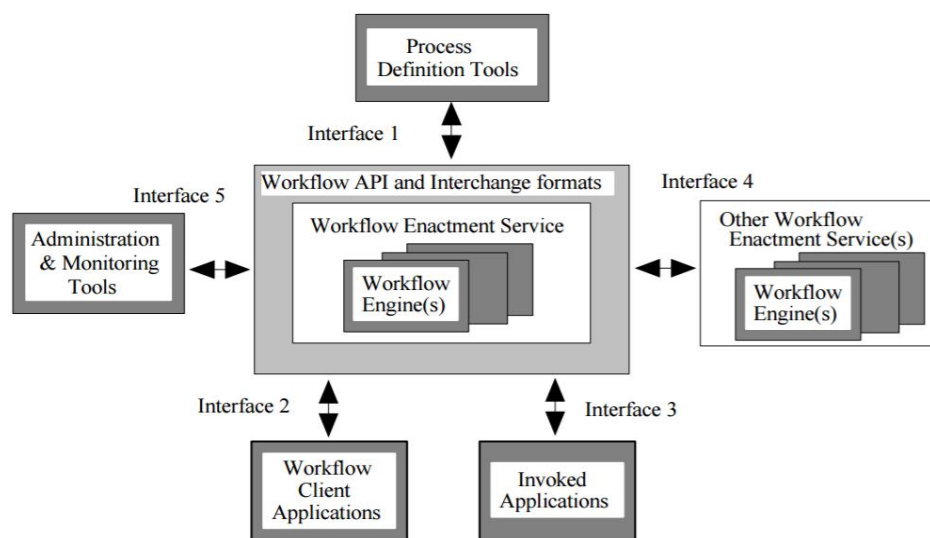 Process
Definition Tools
Interface 1
Workflow API and Interchange formats
Interface 5
Interface 4
Administration
& Monitoring
Tools
Workflow Enactment Service
Workflow
Engine(s)
Other Workflow
Enactment Service(s)
Workflow
Engine(s)
Interface 2
Interface 3
Workflow
Client
Applications
Invoked
Applications